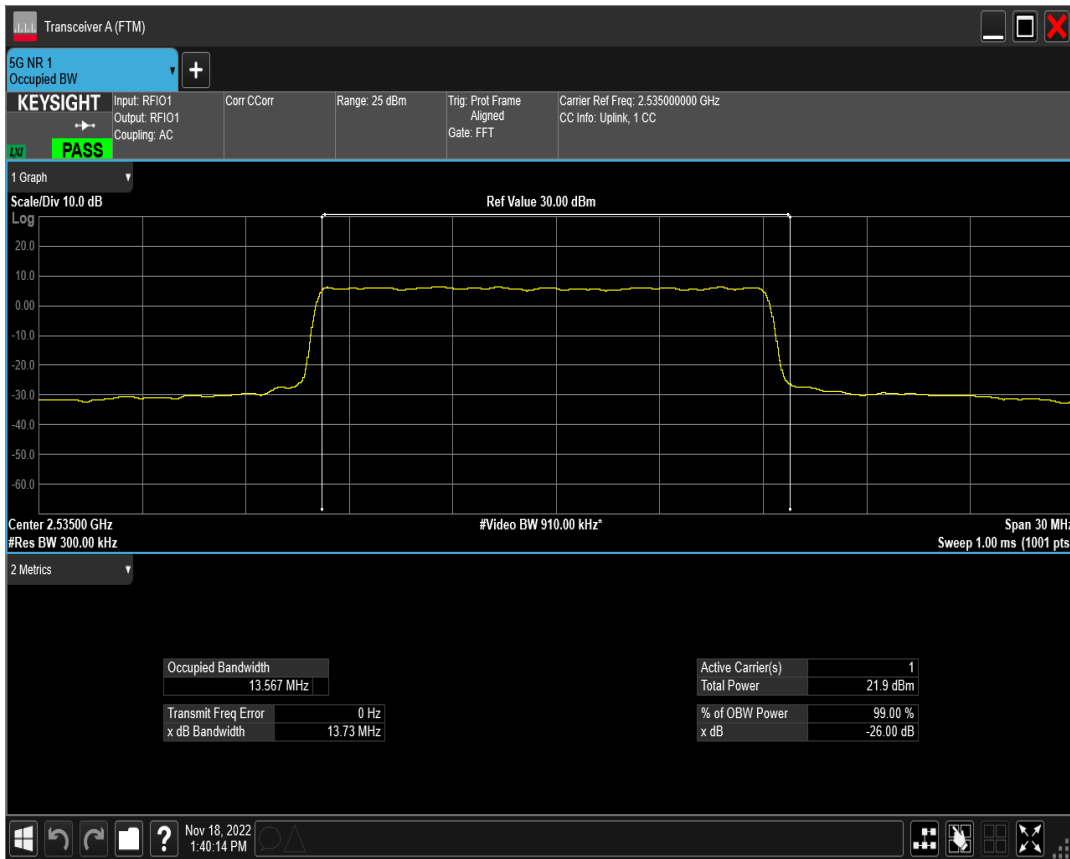 Transceiver A (FTM)
5G NR 1
Occupied BW
+
KEYSIGHT
LXI
PASS
Input: RFIO1
Output: RFIO1
Coupling: AC
Corr CCorr
Range: 25 dBm
Trig: Prot Frame
Aligned
Gate: FFT
Carrier Ref Freq: 2.535000000 GHz
CC Info: Uplink, 1 CC
1 Graph
Scale/Div 10.0 dB
Ref Value 30.00 dBm
Log
20.0
10.0
0.00
-10.0
-20.0
-30.0
-40.0
-50.0
-60.0
Center 2.53500 GHz
#Video BW 910.00 kHz*
Span 30 MHz
#Res BW 300.00 kHz
Sweep 1.00 ms (1001 pts
2 Metrics
Occupied Bandwidth
13.567 MHz
Transmit Freq Error 0 Hz
x dB Bandwidth 13.73 MHz
Active Carrier(s) 1
Total Power 21.9 dBm
% of OBW Power 99.00 %
x dB -26.00 dB
?
Nov 18, 2022
1:40:14 PM